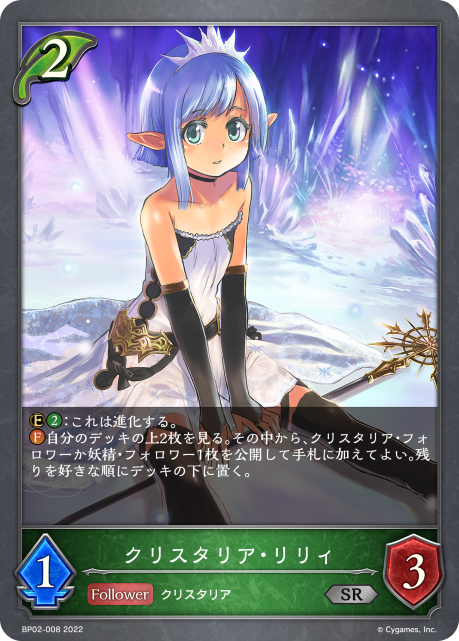 2
E 2：これは進化する。
F 自分のデッキの上2枚を見る。その中から、クリスタリア・フォ
ロワーか妖精・フォロワー1枚を公開して手札に加えてよい。残
りを好きな順にデッキの下に置く。
クリスタリア・リリィ
1
Follower クリスタリア
SR
3
BP02-008 2022
© Cygames, Inc.